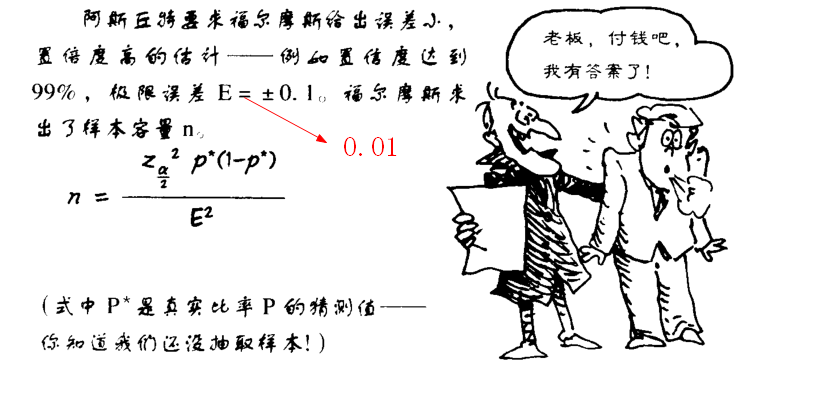 阿斯匹特要求福尔摩斯给出误差小，
置信度高的估计——例如置信度达到
99%，极限误差 E = ±0.1。福尔摩斯求
出了样本容量 n。
0.01
n = z_{α/2}² p*(1-p*) / E²
（式中 P* 是真实比率 P 的猜测值——
你知道我们还没抽取样本!）
老板，付钱吧，
我有答案了!